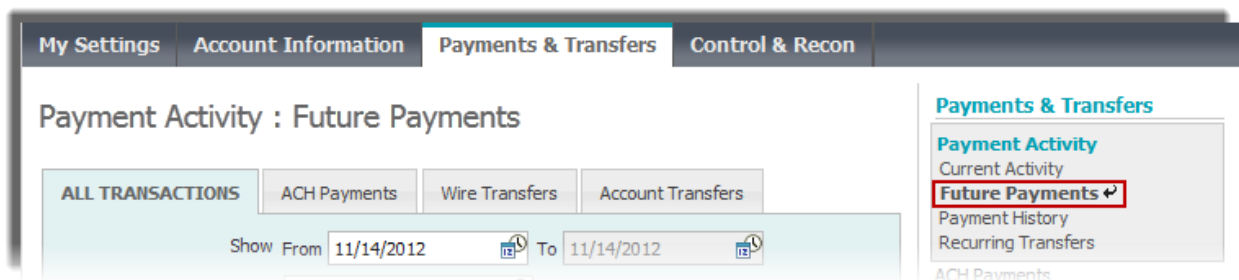 My Settings Account Information Payments & Transfers Control & Recon
Payment Activity : Future Payments
ALL TRANSACTIONS ACH Payments Wire Transfers Account Transfers
Show From 11/14/2012 To 11/14/2012
Payments & Transfers
Payment Activity
Current Activity
Future Payments
Payment History
Recurring Transfers
ACH Payments